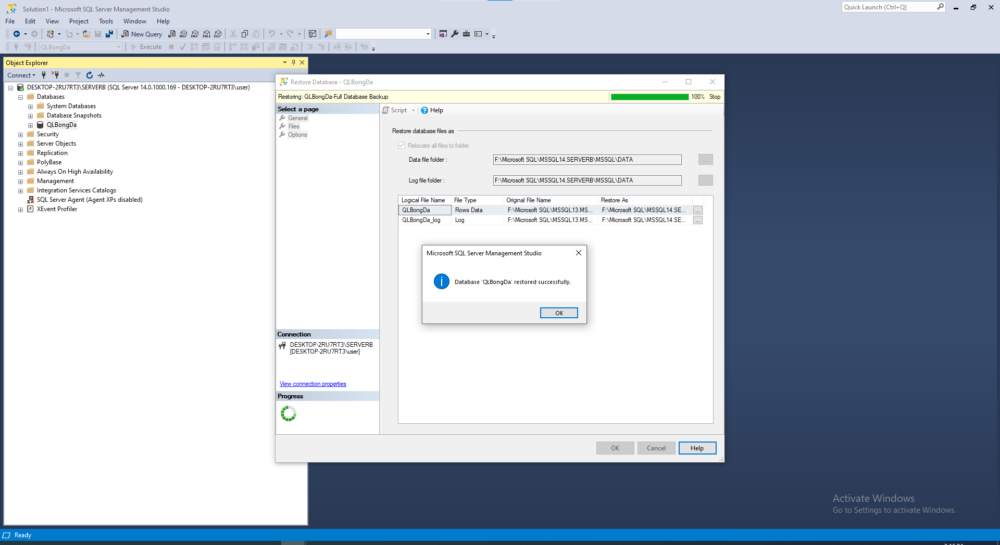 Solution1 - Microsoft SQL Server Management Studio
Quick Launch (Ctrl+Q)
File Edit View Project Tools Window Help
New Query
MDX DMX XMLA DAX
QLBongDa
Execute
Object Explorer
Connect
DESKTOP-2RU7RT3\SERVERB (SQL Server 14.0.1000.169 - DESKTOP-2RU7RT3\user)
Databases
System Databases
Database Snapshots
QLBongDa
Security
Server Objects
Replication
PolyBase
Always On High Availability
Management
Integration Services Catalogs
SQL Server Agent (Agent XPs disabled)
XEvent Profiler
Restore Database - QLBongDa
Restoring: QLBongDa-Full Database Backup
100% Stop
Select a page
General
Files
Options
Script
Help
Restore database files as
Relocate all files to folder
Data file folder :
F:\Microsoft SQL\MSSQL14.SERVERB\MSSQL\DATA
...
Log file folder :
F:\Microsoft SQL\MSSQL14.SERVERB\MSSQL\DATA
...
Logical File Name File Type Original File Name Restore As
QLBongDa Rows Data F:\Microsoft SQL\MSSQL13.MS... F:\Microsoft SQL\MSSQL14.SE... ...
QLBongDa_log Log F:\Microsoft SQL\MSSQL13.MS... F:\Microsoft SQL\MSSQL14.SE... ...
Microsoft SQL Server Management Studio
Database 'QLBongDa' restored successfully.
OK
Connection
DESKTOP-2RU7RT3\SERVERB
[DESKTOP-2RU7RT3\user]
View connection properties
Progress
OK Cancel Help
Activate Windows
Go to Settings to activate Windows.
Ready